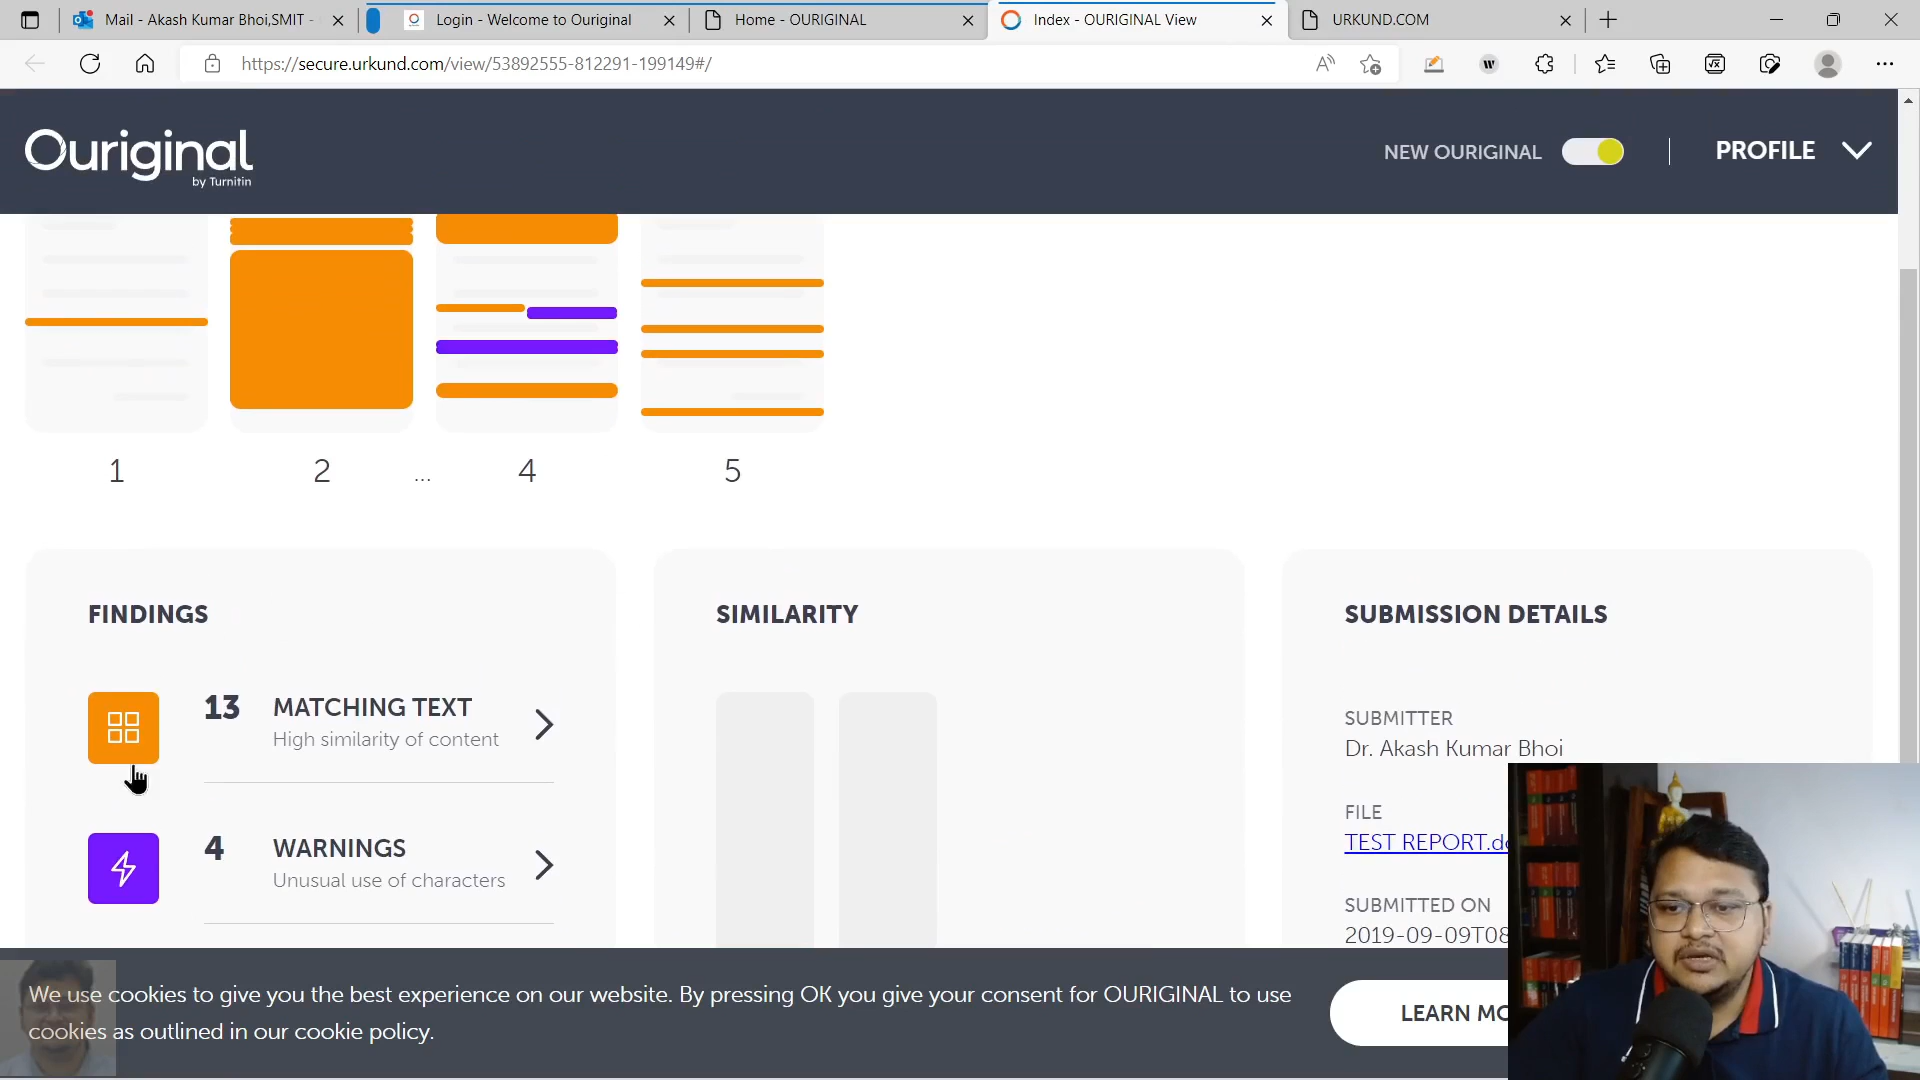 Mail - Akash Kumar Bhoi,SMIT -
Login - Welcome to Ouriginal
Home - OURIGINAL
Index - OURIGINAL View
URKUND.COM
https://secure.urkund.com/view/53892555-812291-199149#/
Ouriginal
by Turnitin
NEW OURIGINAL
PROFILE
1
2
...
4
5
FINDINGS
13 MATCHING TEXT
High similarity of content
4 WARNINGS
Unusual use of characters
SIMILARITY
SUBMISSION DETAILS
SUBMITTER
Dr. Akash Kumar Bhoi
FILE
TEST REPORT.do
SUBMITTED ON
2019-09-09T08
We use cookies to give you the best experience on our website. By pressing OK you give your consent for OURIGINAL to use
cookies as outlined in our cookie policy.
LEARN MO